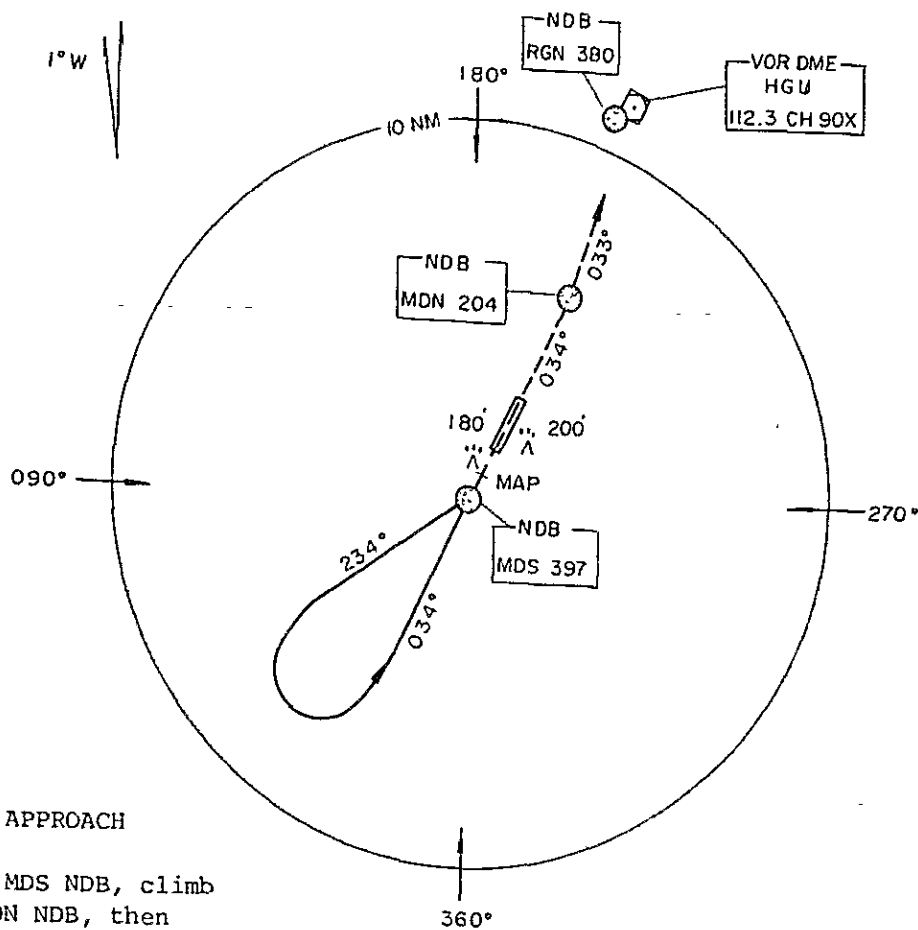 NDB
RGN 380
VOR DME
HGU
112.3 CH 90X
1° W
180°
10 NM
NDB
MDN 204
033°
034°
180'
200'
MAP
090°
270°
NDB
MDS 397
234°
034°
360°
APPROACH
MDS NDB, climb
DN NDB, then